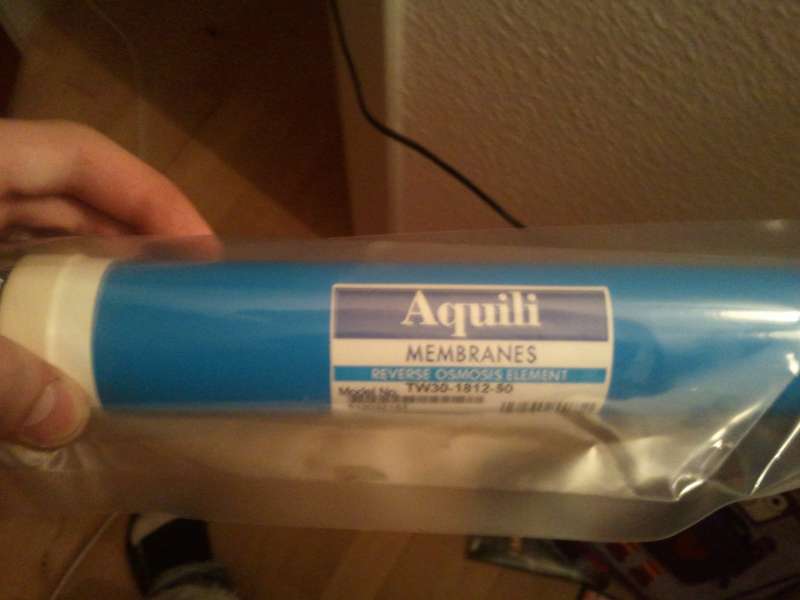 Aquili
MEMBRANES
REVERSE OSMOSIS ELEMENT
Model No. TW30-1812-50